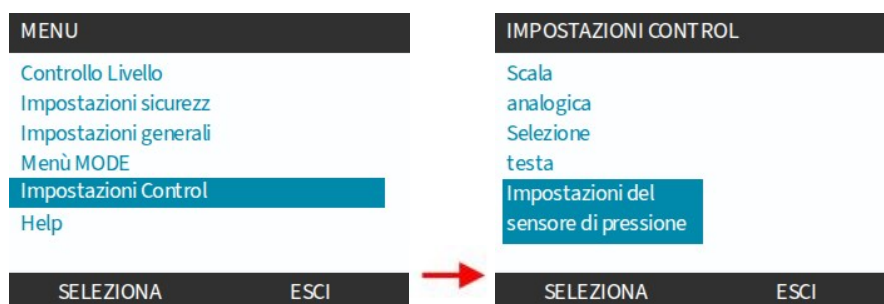 MENU
Controllo Livello
Impostazioni sicurezz
Impostazioni generali
Menù MODE
Impostazioni Control
Help
SELEZIONA ESCI
IMPOSTAZIONI CONTROL
Scala
analogica
Selezione
testa
Impostazioni del
sensore di pressione
SELEZIONA ESCI